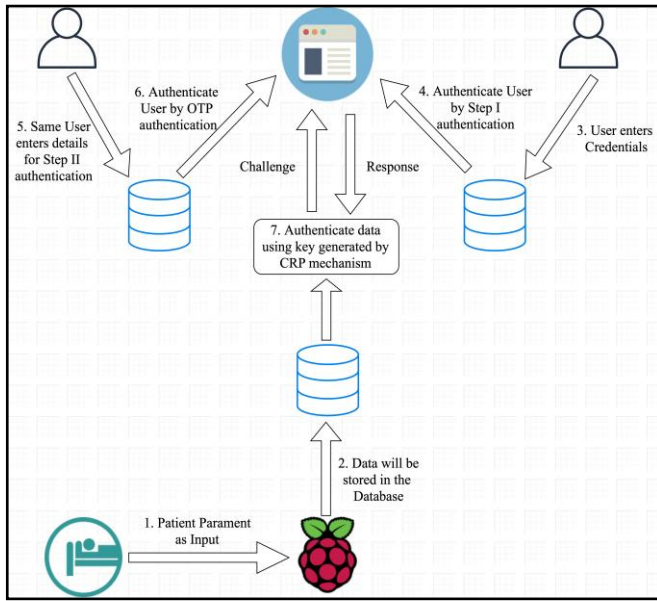 6. Authenticate
User by OTP
authentication
4. Authenticate User
by Step I
authentication
5. Same User
enters details
for Step II
authentication
3. User enters
Credentials
Challenge
Response
7. Authenticate data
using key generated by
CRP mechanism
2. Data will be
stored in the
Database
1. Patient Parament
as Input